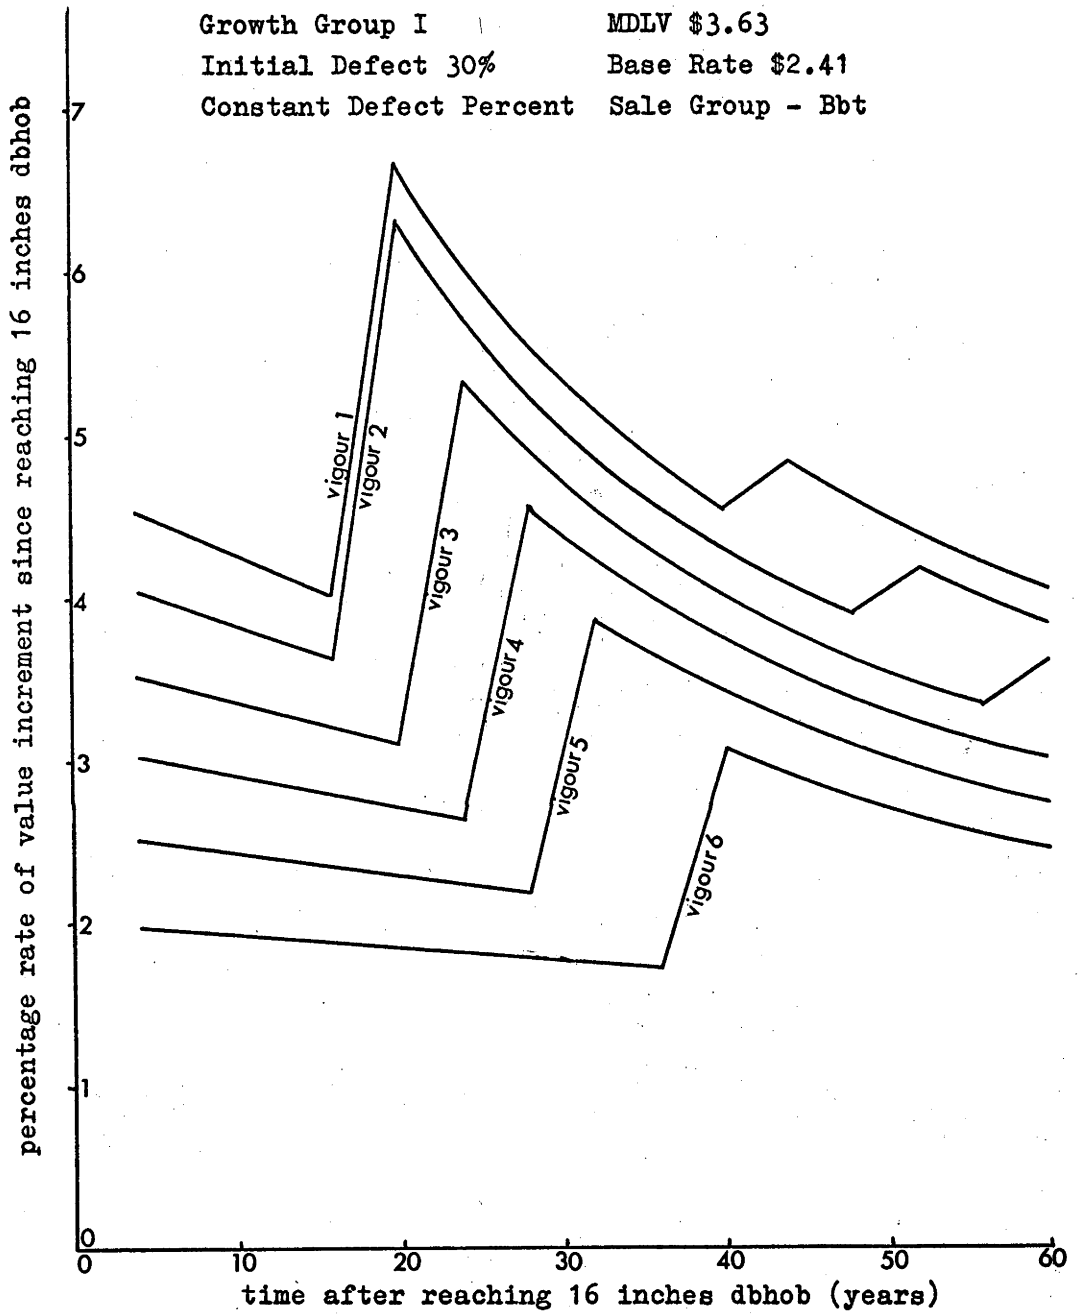 Growth Group I
MDLV $3.63
Initial Defect 30%
Base Rate $2.41
Constant Defect Percent
Sale Group - Bbt
percentage rate of value increment since reaching 16 inches dbhob
7
6
5
4
3
2
1
0
vigour 1
vigour 2
vigour 3
vigour 4
vigour 5
vigour 6
0
10
20
30
40
50
60
time after reaching 16 inches dbhob (years)